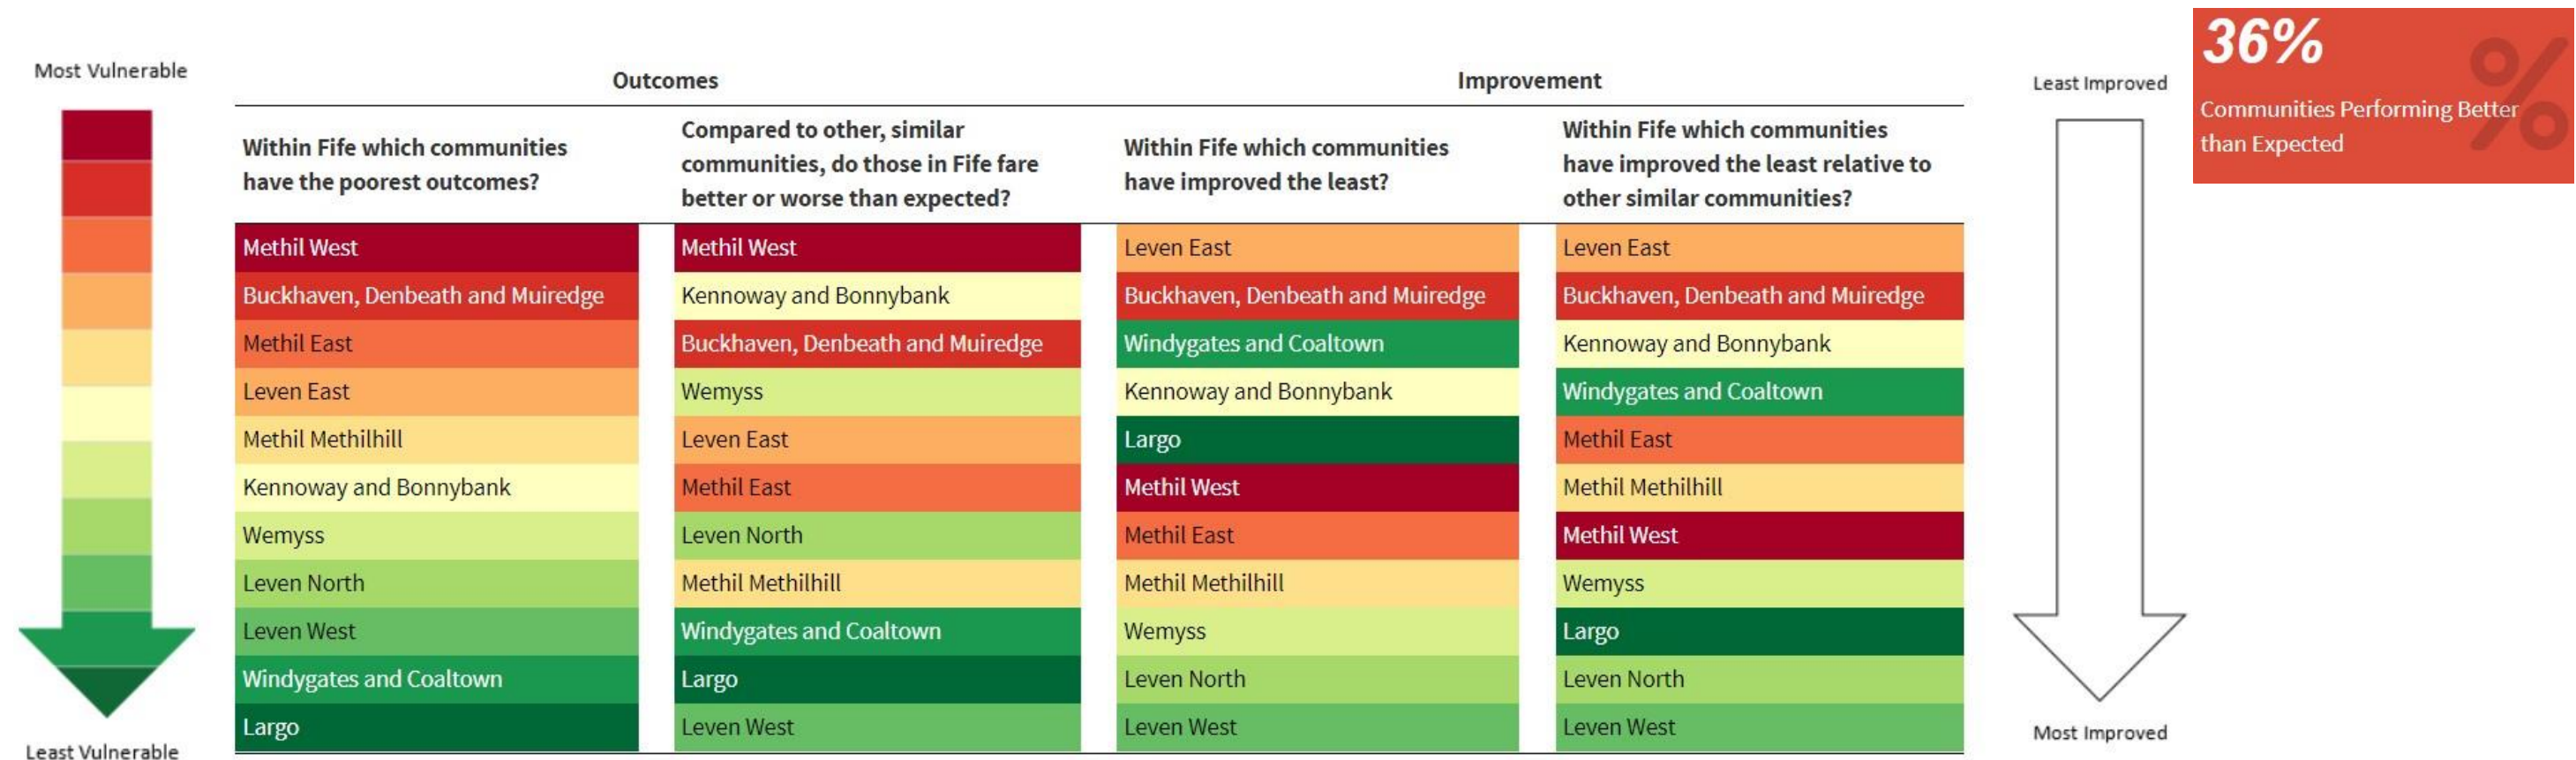 Most Vulnerable
Least Vulnerable
Outcomes
Improvement
Within Fife which communities
have the poorest outcomes?
Compared to other, similar
communities, do those in Fife fare
better or worse than expected?
Within Fife which communities
have improved the least?
Within Fife which communities
have improved the least relative to
other similar communities?
Methil West
Methil West
Leven East
Leven East
Buckhaven, Denbeath and Muiredge
Kennoway and Bonnybank
Buckhaven, Denbeath and Muiredge
Buckhaven, Denbeath and Muiredge
Methil East
Buckhaven, Denbeath and Muiredge
Windygates and Coaltown
Kennoway and Bonnybank
Leven East
Wemyss
Kennoway and Bonnybank
Windygates and Coaltown
Methil Methilhill
Leven East
Largo
Methil East
Kennoway and Bonnybank
Methil East
Methil West
Methil Methilhill
Wemyss
Leven North
Methil East
Methil West
Leven North
Methil Methilhill
Methil Methilhill
Wemyss
Leven West
Windygates and Coaltown
Wemyss
Largo
Windygates and Coaltown
Largo
Leven North
Leven North
Largo
Leven West
Leven West
Leven West
Least Improved
Most Improved
36%
%
Communities Performing Better
than Expected